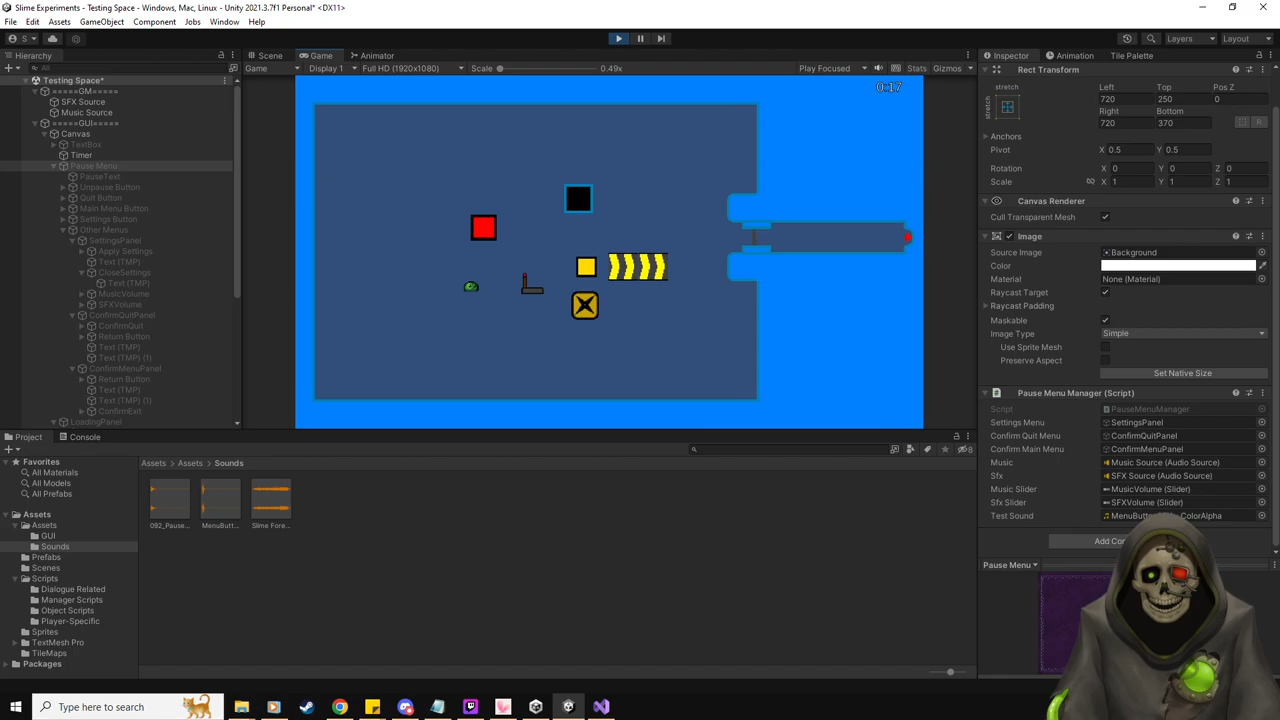 Slime Experiments - Testing Space - Windows, Mac, Linux - Unity 2021.3.7f1 Personal* <DX11>
File Edit Assets GameObject Component Jobs Window Help
S Layers Layout
Hierarchy Scene Game Animator Inspector Animation Tile Palette
All
Game Display 1 Full HD (1920x1080) Scale 0.49x Play Focused Stats Gizmos
Testing Space*
=====GM=====
SFX Source
Music Source
=====GUI=====
Canvas
TextBox
Timer
Pause Menu
PauseText
Unpause Button
Quit Button
Main Menu Button
Settings Button
Other Menus
SettingsPanel
Apply Settings
Text (TMP)
CloseSettings
Text (TMP)
MusicVolume
SFXVolume
ConfirmQuitPanel
ConfirmQuit
Return Button
Text (TMP)
Text (TMP) (1)
ConfirmMenuPanel
Return Button
Text (TMP)
Text (TMP) (1)
ConfirmExit
LoadingPanel
0:17
Rect Transform
stretch Left Top Pos Z
stretch 720 250 0
Right Bottom
720 370 R
Anchors
Pivot X 0.5 Y 0.5
Rotation X 0 Y 0 Z 0
Scale X 1 Y 1 Z 1
Canvas Renderer
Cull Transparent Mesh
Image
Source Image Background
Color
Material None (Material)
Raycast Target
Raycast Padding
Maskable
Image Type Simple
Use Sprite Mesh
Preserve Aspect
Set Native Size
Pause Menu Manager (Script)
Script PauseMenuManager
Settings Menu SettingsPanel
Confirm Quit Menu ConfirmQuitPanel
Confirm Main Menu ConfirmMenuPanel
Music Music Source (Audio Source)
Sfx SFX Source (Audio Source)
Music Slider MusicVolume (Slider)
Sfx Slider SFXVolume (Slider)
Test Sound MenuButt ColorAlpha
Add Co
Pause Menu
Project Console
8
Favorites
All Materials
All Models
All Prefabs
Assets
Assets
GUI
Sounds
Prefabs
Scenes
Scripts
Dialogue Related
Manager Scripts
Object Scripts
Player-Specific
Sprites
TextMesh Pro
TileMaps
Packages
Assets Assets Sounds
092_Pause... MenuButt... Slime Fore...
Type here to search